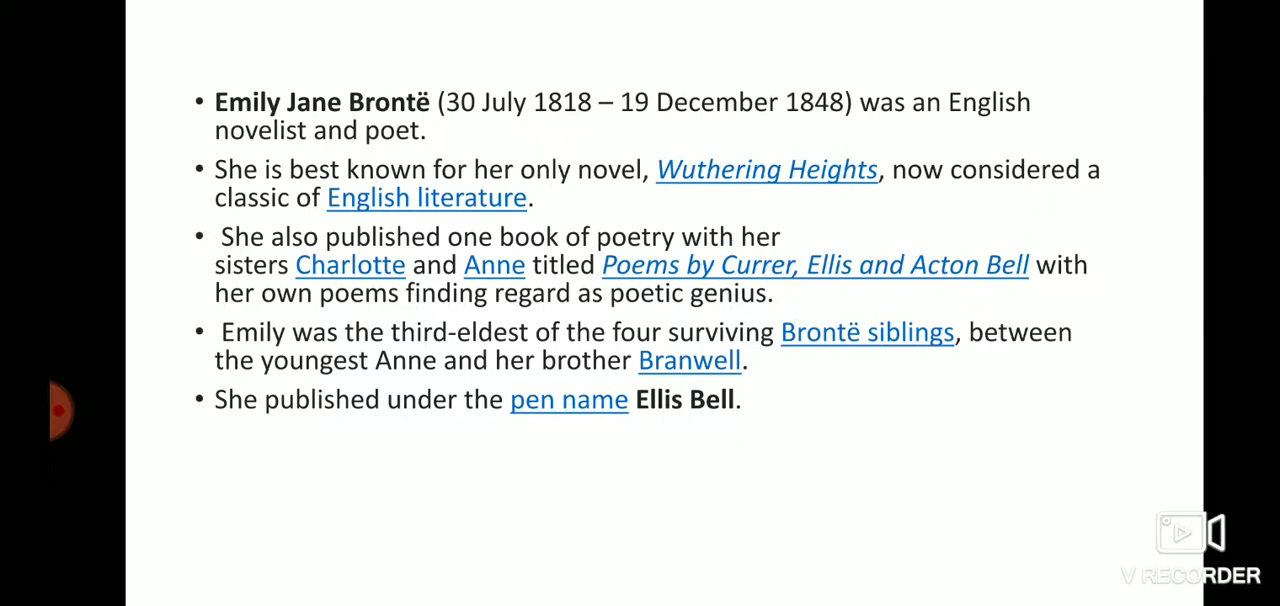 • Emily Jane Brontë (30 July 1818 – 19 December 1848) was an English
novelist and poet.
• She is best known for her only novel, Wuthering Heights, now considered a
classic of English literature.
• She also published one book of poetry with her
sisters Charlotte and Anne titled Poems by Currer, Ellis and Acton Bell with
her own poems finding regard as poetic genius.
• Emily was the third-eldest of the four surviving Brontë siblings, between
the youngest Anne and her brother Branwell.
• She published under the pen name Ellis Bell.
V RECORDER